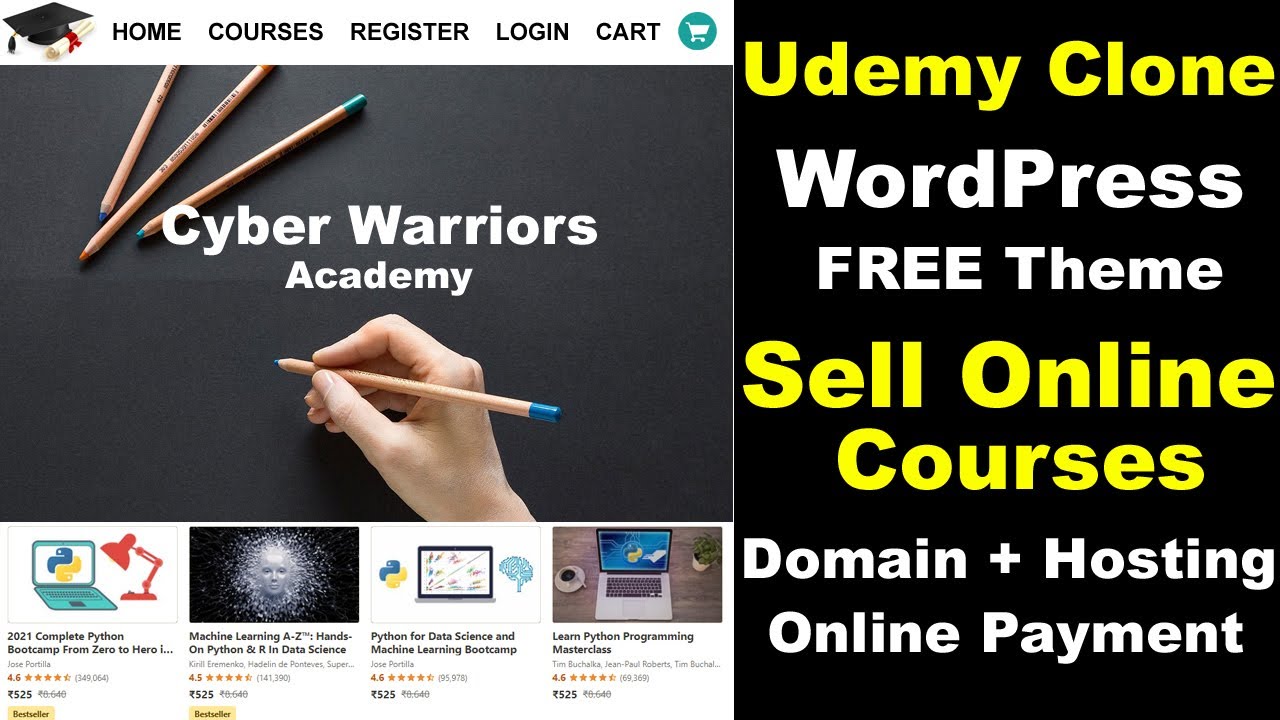 HOME COURSES REGISTER LOGIN CART
Cyber Warriors
Academy
2021 Complete Python
Bootcamp From Zero to Hero i...
Jose Portilla
4.6 (349,064)
₹525 ₹8,640
Bestseller
Machine Learning A-Z™: Hands-
On Python & R In Data Science
Kirill Eremenko, Hadelin de Ponteves, Super...
4.5 (141,390)
₹525 ₹8,640
Bestseller
Python for Data Science and
Machine Learning Bootcamp
Jose Portilla
4.6 (95,978)
₹525 ₹8,640
Learn Python Programming
Masterclass
Tim Buchalka, Jean-Paul Roberts, Tim Buchal...
4.6 (69,369)
₹525 ₹8,640
Udemy Clone
WordPress
FREE Theme
Sell Online
Courses
Domain + Hosting
Online Payment